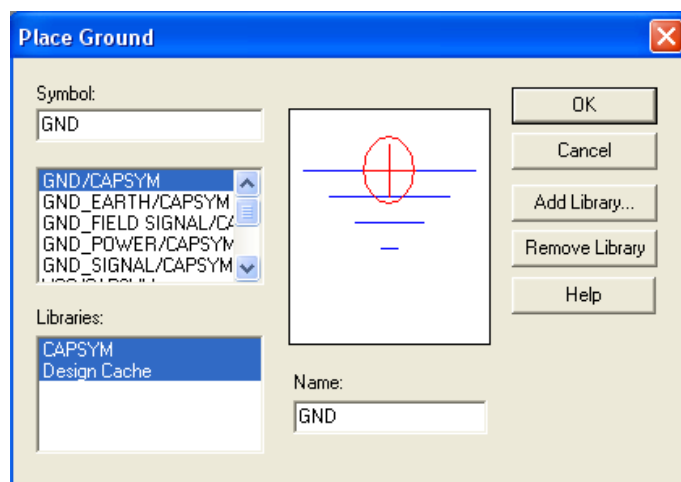 Place Ground
Symbol:
GND
GND/CAPSYM
GND_EARTH/CAPSYM
GND_FIELD SIGNAL/CA
GND_POWER/CAPSYM
GND_SIGNAL/CAPSYM
Libraries:
CAPSYM
Design Cache
Name:
GND
OK
Cancel
Add Library...
Remove Library
Help